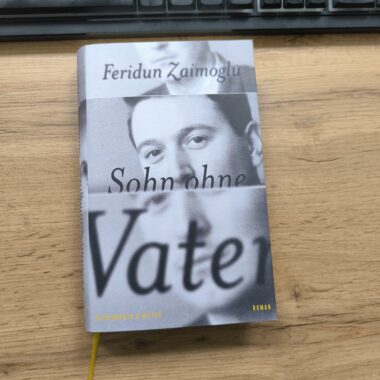 Feridun Zaimoglu
Sohn ohne
Vater
ROMAN